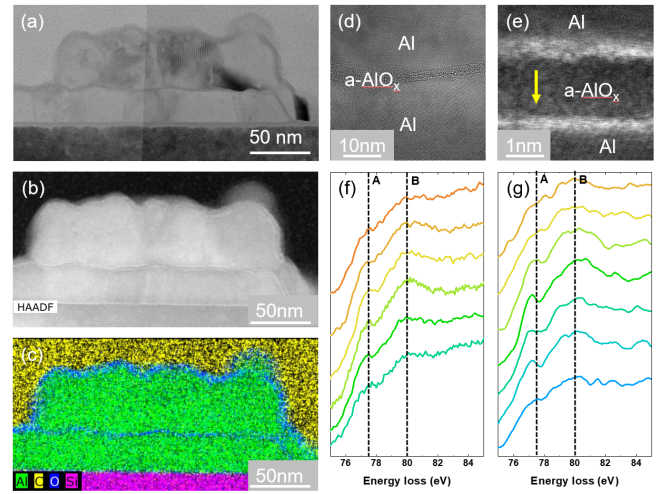 (a)
50 nm
(b)
HAADF
50nm
(c)
Al C O Si
50nm
(d)
Al
a-AlOx
Al
10nm
(e)
Al
a-AlOx
1nm
Al
(f)
A
B
76 78 80 82 84
Energy loss (eV)
(g)
A
B
76 78 80 82 84
Energy loss (eV)